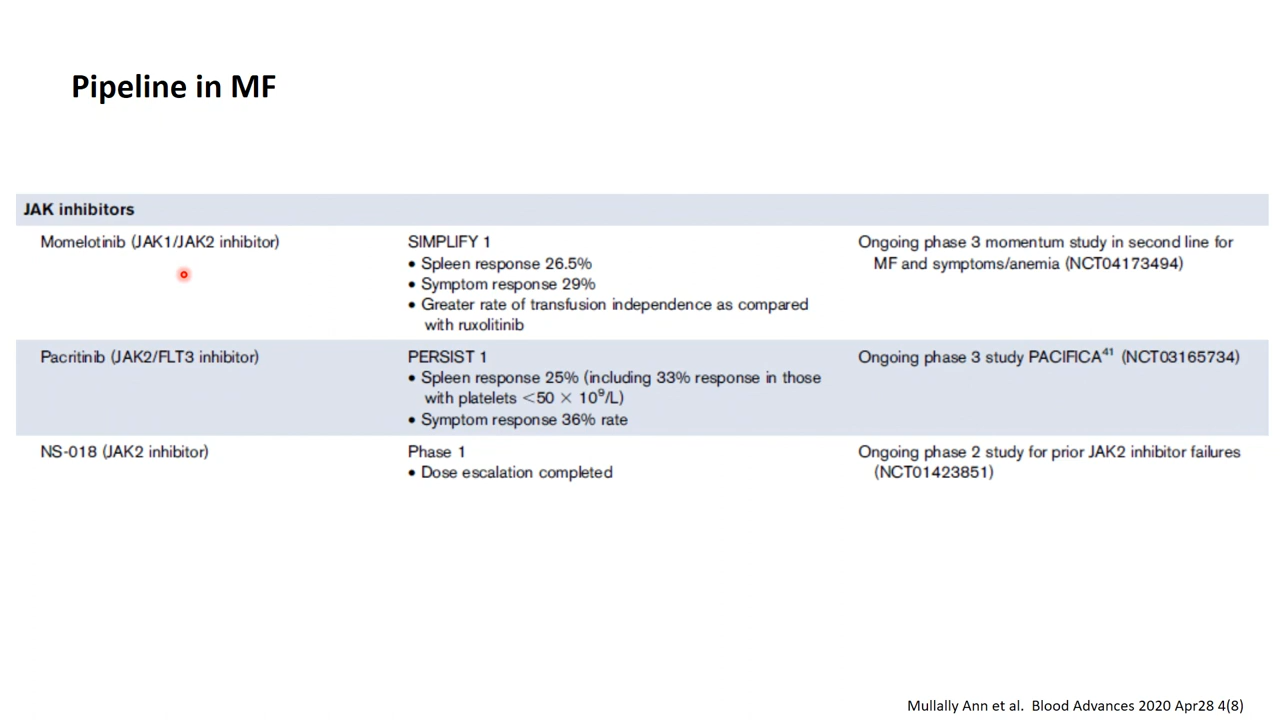 Pipeline in MF
JAK inhibitors
Momelotinib (JAK1/JAK2 inhibitor)
SIMPLIFY 1
• Spleen response 26.5%
• Symptom response 29%
• Greater rate of transfusion independence as compared
with ruxolitinib
Ongoing phase 3 momentum study in second line for
MF and symptoms/anemia (NCT04173494)
Pacritinib (JAK2/FLT3 inhibitor)
PERSIST 1
• Spleen response 25% (including 33% response in those
with platelets <50 × 10⁹/L)
• Symptom response 36% rate
Ongoing phase 3 study PACIFICA⁴¹ (NCT03165734)
NS-018 (JAK2 inhibitor)
Phase 1
• Dose escalation completed
Ongoing phase 2 study for prior JAK2 inhibitor failures
(NCT01423851)
Mullally Ann et al. Blood Advances 2020 Apr28 4(8)